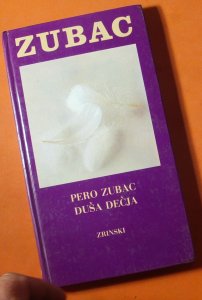 ZUBAC
PERO ZUBAC
DUŠA DEČJA
ZRINSKI